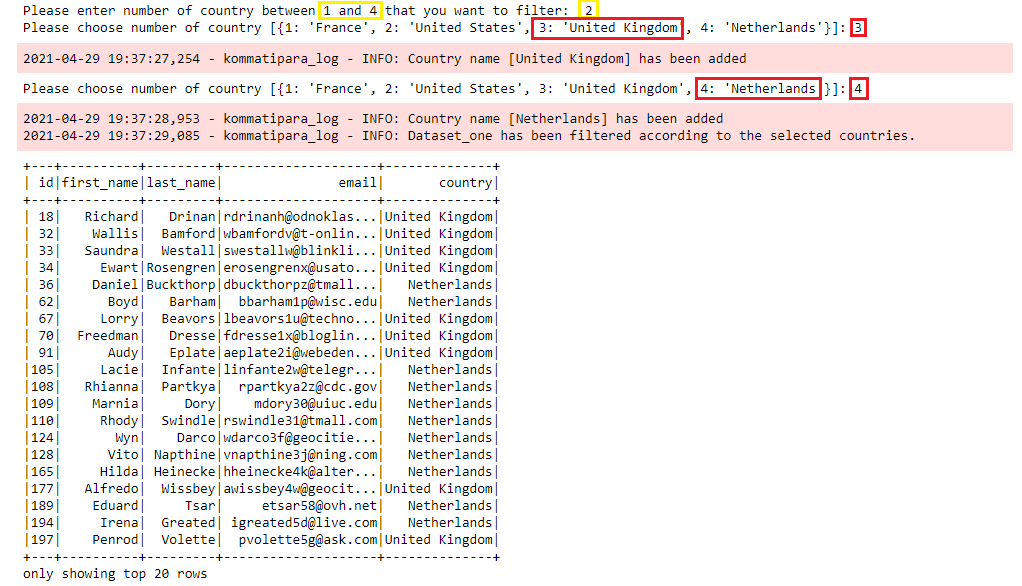 Please enter number of country between 1 and 4 that you want to filter: 2
Please choose number of country [{1: 'France', 2: 'United States', 3: 'United Kingdom', 4: 'Netherlands'}]: 3
2021-04-29 19:37:27,254 - kommatipara_log - INFO: Country name [United Kingdom] has been added
Please choose number of country [{1: 'France', 2: 'United States', 3: 'United Kingdom', 4: 'Netherlands }]: 4
2021-04-29 19:37:28,953 - kommatipara_log - INFO: Country name [Netherlands] has been added
2021-04-29 19:37:29,085 - kommatipara_log - INFO: Dataset_one has been filtered according to the selected countries.
+---+----------+---------+--------------------+--------------+
| id|first_name|last_name|               email|       country|
+---+----------+---------+--------------------+--------------+
| 18|   Richard|   Drinan|rdrinanh@odnoklas...|United Kingdom|
| 32|    Wallis|  Bamford|wbamfordv@t-onlin...|United Kingdom|
| 33|   Saundra|  Westall|swestallw@blinkli...|United Kingdom|
| 34|     Ewart|Rosengren|erosengrenx@usato...|United Kingdom|
| 36|    Daniel|Buckthorp|dbuckthorpz@tmall...|   Netherlands|
| 62|      Boyd|   Barham|  bbarham1p@wisc.edu|   Netherlands|
| 67|     Lorry|  Beavors|lbeavors1u@techno...|United Kingdom|
| 70|  Freedman|   Dresse|fdresse1x@bloglin...|United Kingdom|
| 91|      Audy|   Eplate|aeplate2i@webeden...|United Kingdom|
|105|     Lacie|  Infante|linfante2w@telegr...|   Netherlands|
|108|  Rhianna|  Partkya|  rpartkya2z@cdc.gov|   Netherlands|
|109|    Marnia|     Dory|    mdory30@uiuc.edu|   Netherlands|
|110|     Rhody|  Swindle|rswindle31@tmall.com|   Netherlands|
|124|       Wyn|    Darco|wdarco3f@geocitie...|   Netherlands|
|128|      Vito| Napthine|vnapthine3j@ning.com|   Netherlands|
|165|     Hilda| Heinecke|hheinecke4k@alter...|   Netherlands|
|177|   Alfredo|  Wissbey|awissbey4w@geocit...|United Kingdom|
|189|    Eduard|     Tsar|     etsar58@ovh.net|   Netherlands|
|194|     Irena|  Greated| igreated5d@live.com|   Netherlands|
|197|    Penrod|  Volette|  pvolette5g@ask.com|United Kingdom|
+---+----------+---------+--------------------+--------------+
only showing top 20 rows